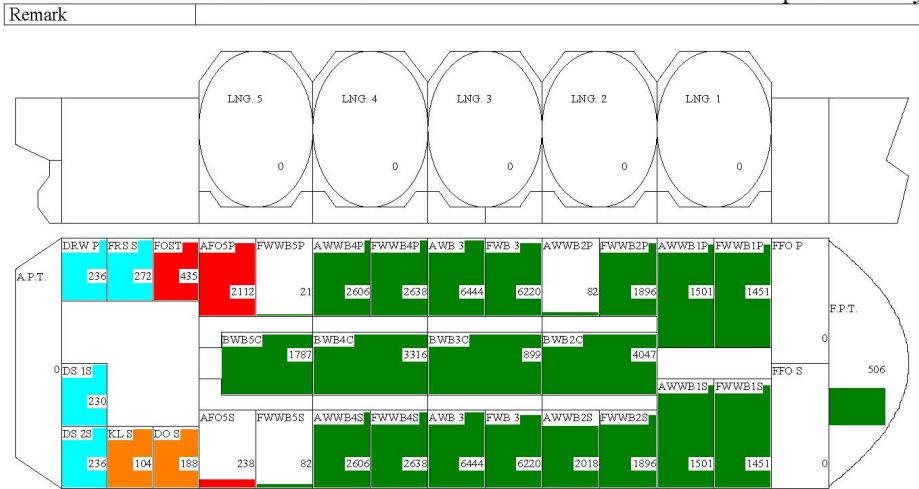 Remark
LNG. 5 LNG. 4 LNG. 3 LNG. 2 LNG. 1
0 0 0 0 0
DRW P FRS S FOST AFO5P FWWB5P AWWB4P FWWB4P AWB 3 FWB 3 AWWB2P FWWB2P AWWB1P FWWB1P FFO P
A.P.T. 236 272 435 2112 21 2606 2638 6444 6220 82 1896 1501 1451 F.P.T.
BWB5C BWB4C BWB3C BWB2C 0
1787 3316 899 4047
0 DS 1S FFO S 506
AWWB1S FWWB1S
230
AFO5S FWWB5S AWWB4S FWWB4S AWB 3 FWB 3 AWWB2S FWWB2S
DS 2S KL S DO S
236 104 188 238 82 2606 2638 6444 6220 2018 1896 1501 1451 0